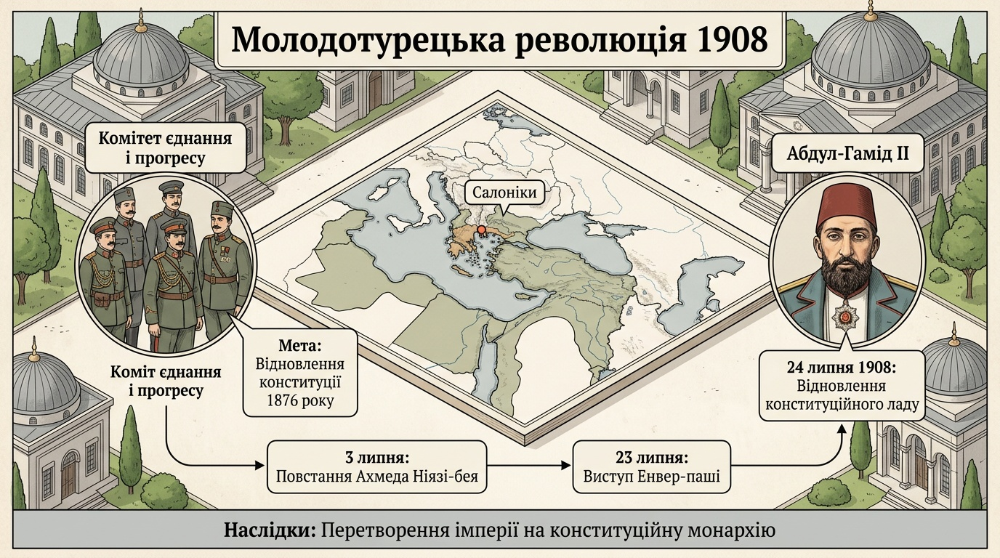 Молодотурецька революція 1908
Комітет єднання
і прогресу
Абдул-Гамід II
Салоніки
Мета:
Відновлення
конституції
1876 року
Коміт єднання
і прогресу
24 липня 1908:
Відновлення
конституційного ладу
3 липня:
Повстання Ахмеда Ніязі-бея
23 липня:
Виступ Енвер-паші
Наслідки: Перетворення імперії на конституційну монархію